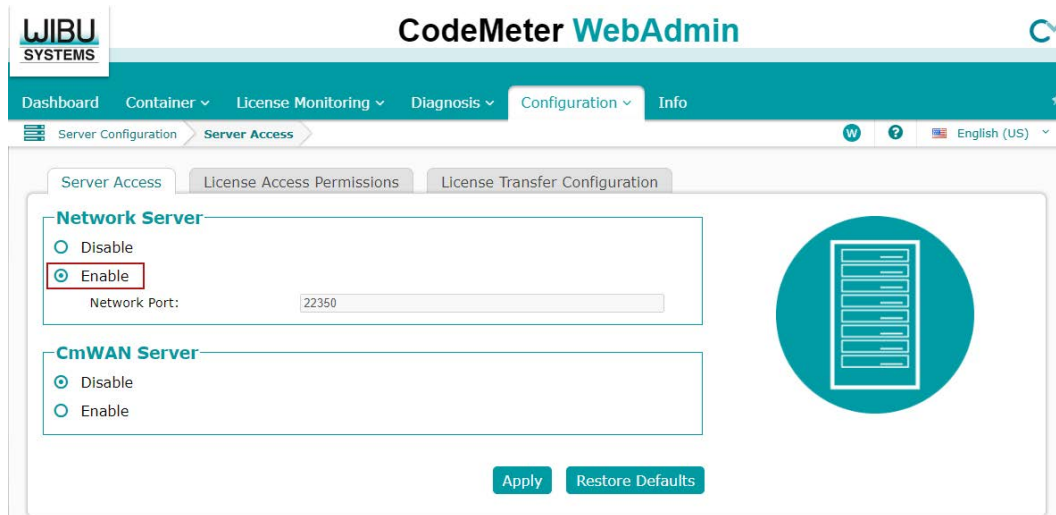 WIBU
SYSTEMS
CodeMeter WebAdmin
Dashboard Container License Monitoring Diagnosis Configuration Info
Server Configuration Server Access W ? English (US)
Server Access License Access Permissions License Transfer Configuration
Network Server
Disable
Enable
Network Port: 22350
CmWAN Server
Disable
Enable
Apply Restore Defaults